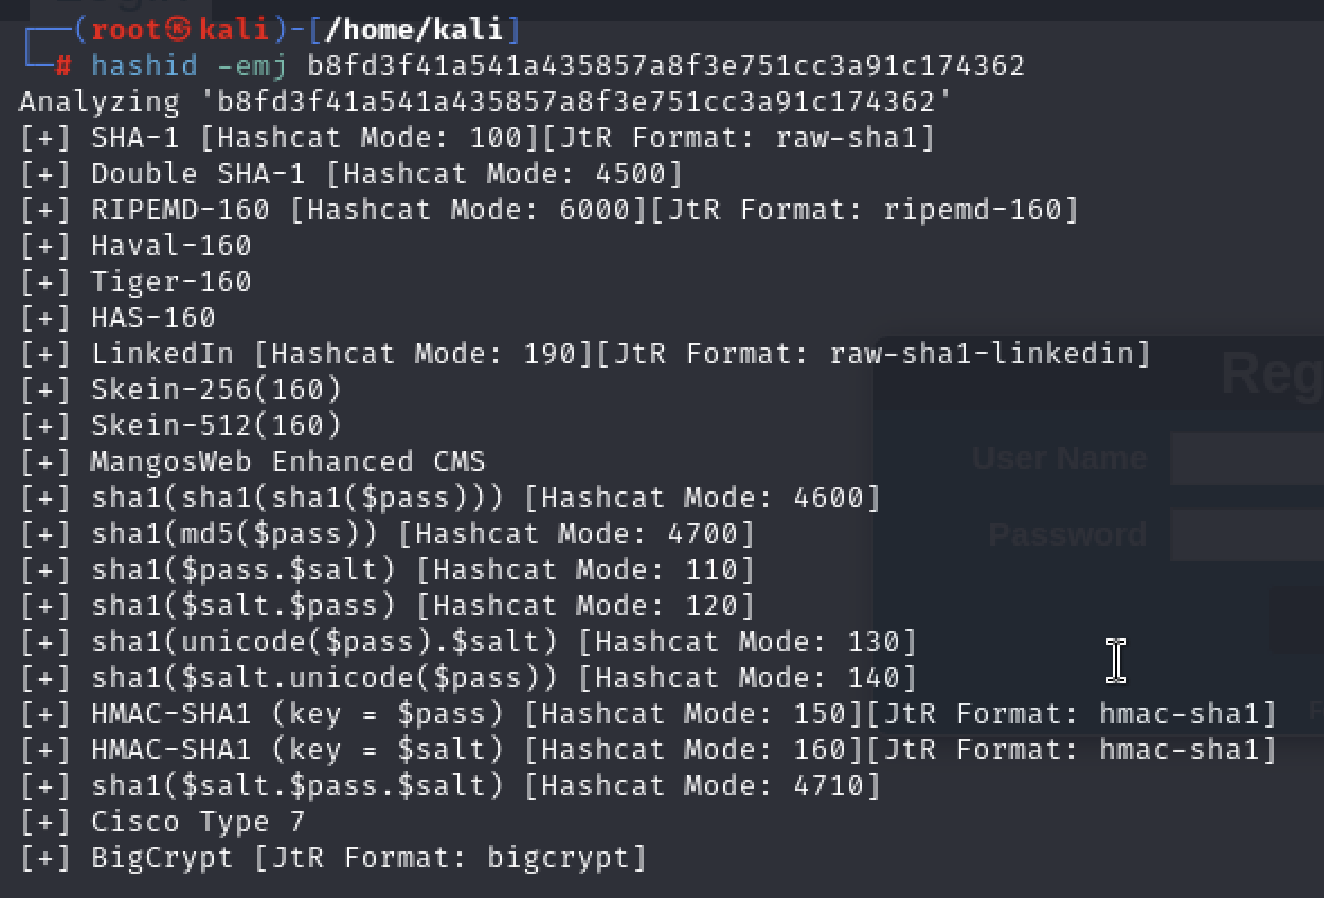 ┌──(root㉿kali)-[/home/kali]
└─# hashid -emj b8fd3f41a541a435857a8f3e751cc3a91c174362
Analyzing 'b8fd3f41a541a435857a8f3e751cc3a91c174362'
[+] SHA-1 [Hashcat Mode: 100][JtR Format: raw-sha1]
[+] Double SHA-1 [Hashcat Mode: 4500]
[+] RIPEMD-160 [Hashcat Mode: 6000][JtR Format: ripemd-160]
[+] Haval-160
[+] Tiger-160
[+] HAS-160
[+] LinkedIn [Hashcat Mode: 190][JtR Format: raw-sha1-linkedin]
[+] Skein-256(160)
[+] Skein-512(160)
[+] MangosWeb Enhanced CMS
[+] sha1(sha1(sha1($pass))) [Hashcat Mode: 4600]
[+] sha1(md5($pass)) [Hashcat Mode: 4700]
[+] sha1($pass.$salt) [Hashcat Mode: 110]
[+] sha1($salt.$pass) [Hashcat Mode: 120]
[+] sha1(unicode($pass).$salt) [Hashcat Mode: 130]
[+] sha1($salt.unicode($pass)) [Hashcat Mode: 140]
[+] HMAC-SHA1 (key = $pass) [Hashcat Mode: 150][JtR Format: hmac-sha1]
[+] HMAC-SHA1 (key = $salt) [Hashcat Mode: 160][JtR Format: hmac-sha1]
[+] sha1($salt.$pass.$salt) [Hashcat Mode: 4710]
[+] Cisco Type 7
[+] BigCrypt [JtR Format: bigcrypt]
Reg
User Name
Password